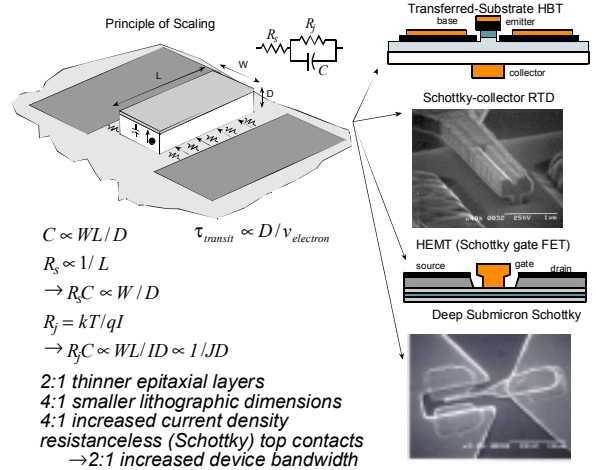 Principle of Scaling
R_s
R_j
C
L
W
D
C ∝ WL/D
τ_transit ∝ D/v_electron
R_s ∝ 1/L
→ R_sC ∝ W/D
R_j = kT/qI
→ R_jC ∝ WL/ID ∝ 1/JD
2:1 thinner epitaxial layers
4:1 smaller lithographic dimensions
4:1 increased current density
resistanceless (Schottky) top contacts
→2:1 increased device bandwidth
Transferred-Substrate HBT
base
emitter
collector
Schottky-collector RTD
25kV
1µm
HEMT (Schottky gate FET)
source
gate
drain
Deep Submicron Schottky